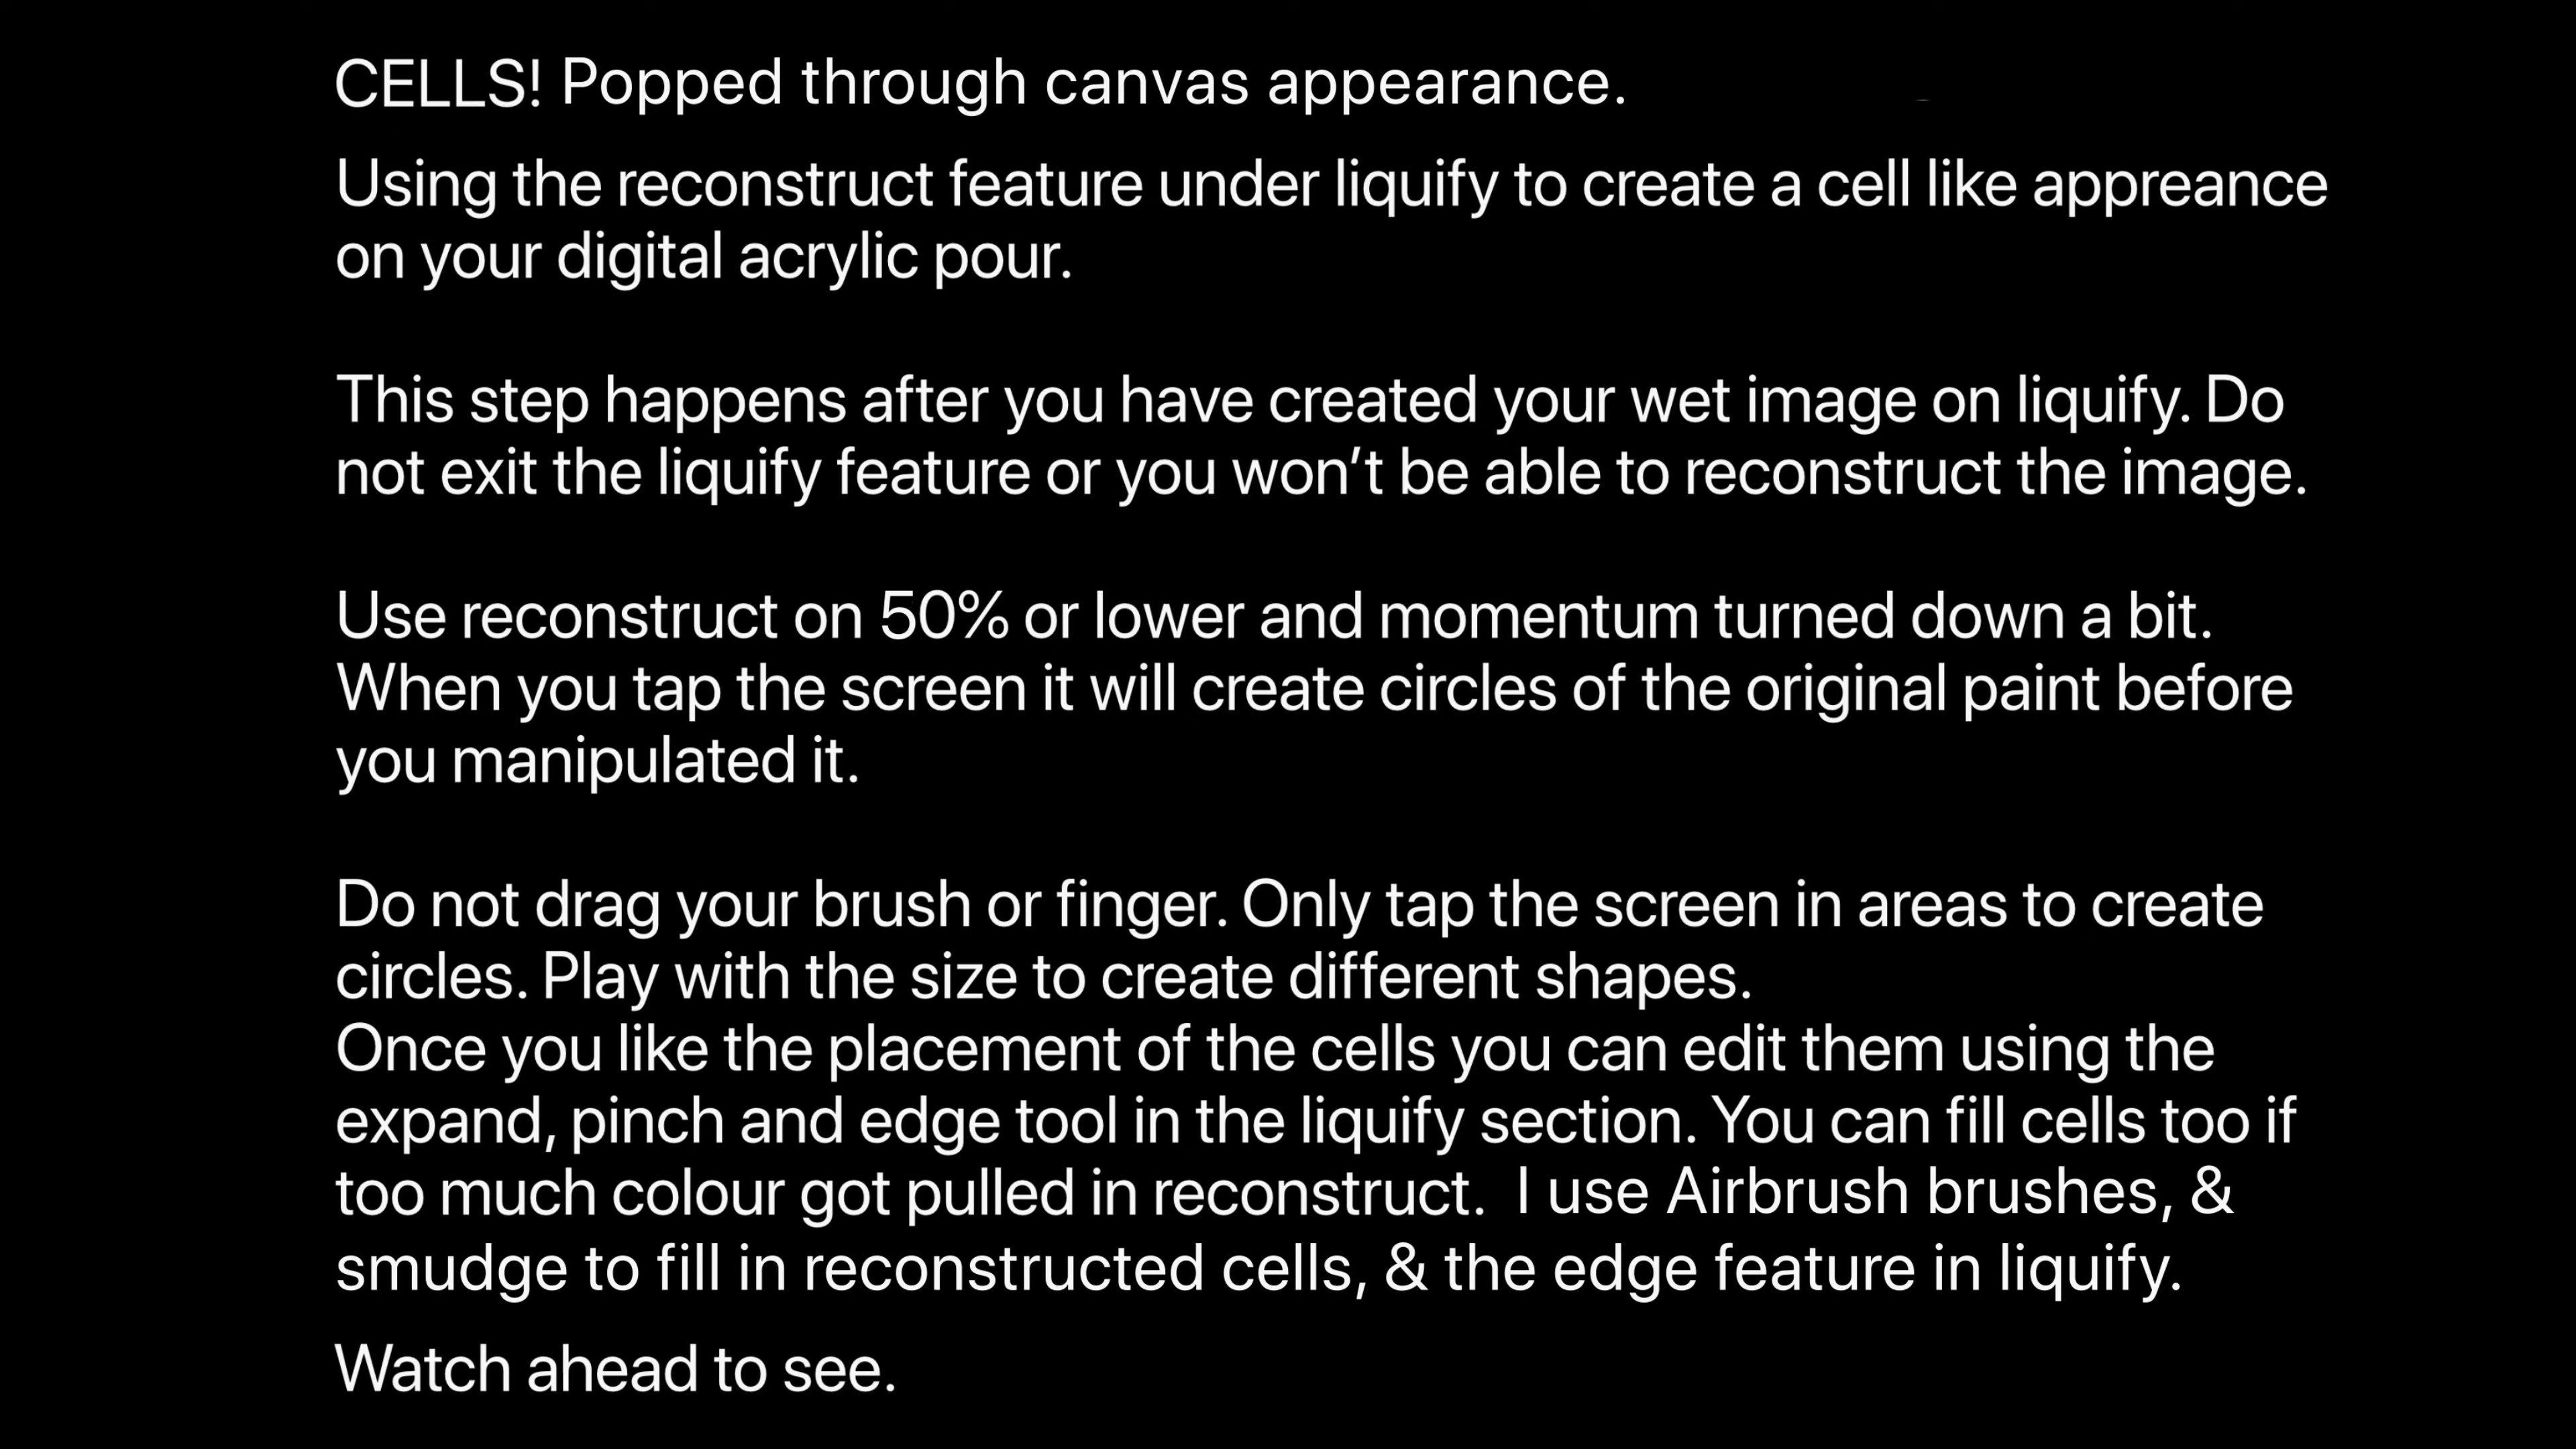 CELLS! Popped through canvas appearance.
Using the reconstruct feature under liquify to create a cell like appreance
on your digital acrylic pour.
This step happens after you have created your wet image on liquify. Do
not exit the liquify feature or you won’t be able to reconstruct the image.
Use reconstruct on 50% or lower and momentum turned down a bit.
When you tap the screen it will create circles of the original paint before
you manipulated it.
Do not drag your brush or finger. Only tap the screen in areas to create
circles. Play with the size to create different shapes.
Once you like the placement of the cells you can edit them using the
expand, pinch and edge tool in the liquify section. You can fill cells too if
too much colour got pulled in reconstruct.  I use Airbrush brushes, &
smudge to fill in reconstructed cells, & the edge feature in liquify.
Watch ahead to see.